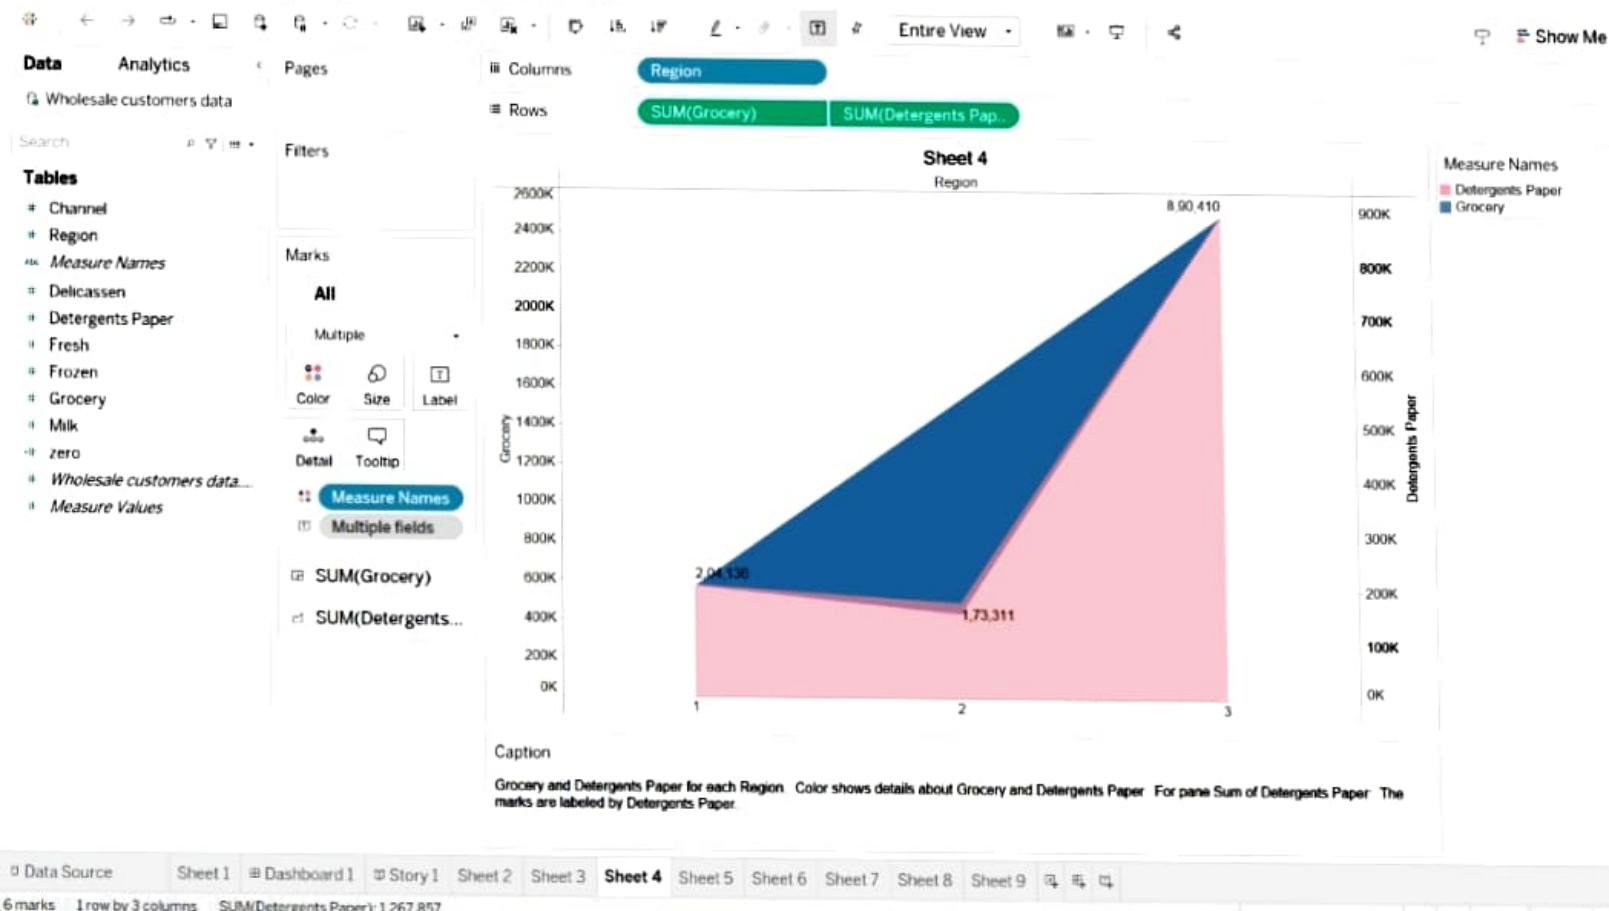 Entire View
Show Me
Data
Analytics
Pages
Columns
Region
Wholesale customers data
Rows
SUM(Grocery)
SUM(Detergents Pap..
Search
Filters
Tables
Channel
Region
Measure Names
Delicassen
Detergents Paper
Fresh
Frozen
Grocery
Milk
zero
Wholesale customers data....
Measure Values
Marks
All
Multiple
Color
Size
Label
Detail
Tooltip
Measure Names
Multiple fields
SUM(Grocery)
SUM(Detergents...
Sheet 4
Region
2600K
2400K
2200K
2000K
1800K
1600K
1400K
1200K
1000K
800K
600K
400K
200K
0K
Grocery
8,90,410
2,04,136
1,73,311
1
2
3
900K
800K
700K
600K
500K
400K
300K
200K
100K
0K
Detergents Paper
Measure Names
Detergents Paper
Grocery
Caption
Grocery and Detergents Paper for each Region Color shows details about Grocery and Detergents Paper For pane Sum of Detergents Paper The
marks are labeled by Detergents Paper.
Data Source
Sheet 1
Dashboard 1
Story 1
Sheet 2
Sheet 3
Sheet 4
Sheet 5
Sheet 6
Sheet 7
Sheet 8
Sheet 9
6 marks
1 row by 3 columns
SUM(Detergents Paper): 1,267,857